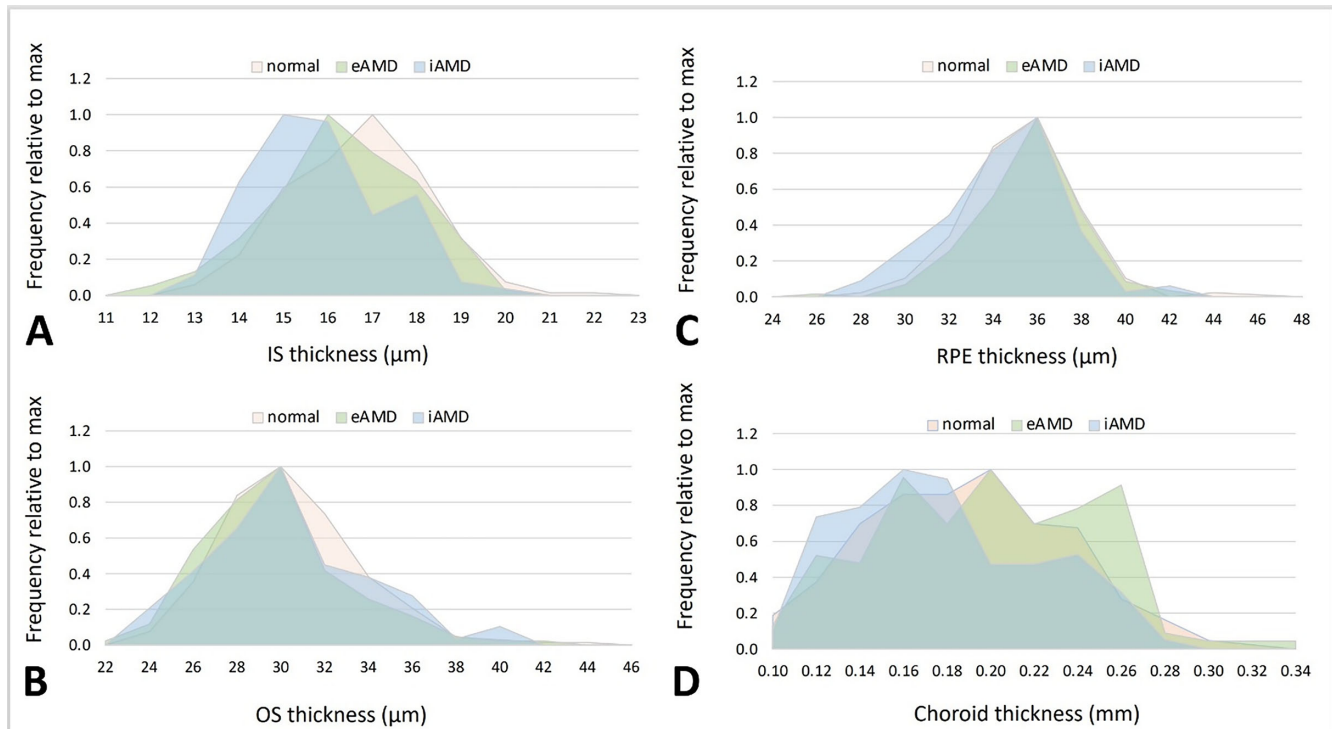 normal eAMD iAMD
Frequency relative to max
1.2
1.0
0.8
0.6
0.4
0.2
0.0
11 12 13 14 15 16 17 18 19 20 21 22 23
A
IS thickness (µm)
normal eAMD iAMD
Frequency relative to max
1.2
1.0
0.8
0.6
0.4
0.2
0.0
22 24 26 28 30 32 34 36 38 40 42 44 46
B
OS thickness (µm)
normal eAMD iAMD
Frequency relative to max
1.2
1.0
0.8
0.6
0.4
0.2
0.0
24 26 28 30 32 34 36 38 40 42 44 46 48
C
RPE thickness (µm)
normal eAMD iAMD
Frequency relative to max
1.2
1.0
0.8
0.6
0.4
0.2
0.0
0.10 0.12 0.14 0.16 0.18 0.20 0.22 0.24 0.26 0.28 0.30 0.32 0.34
D
Choroid thickness (mm)